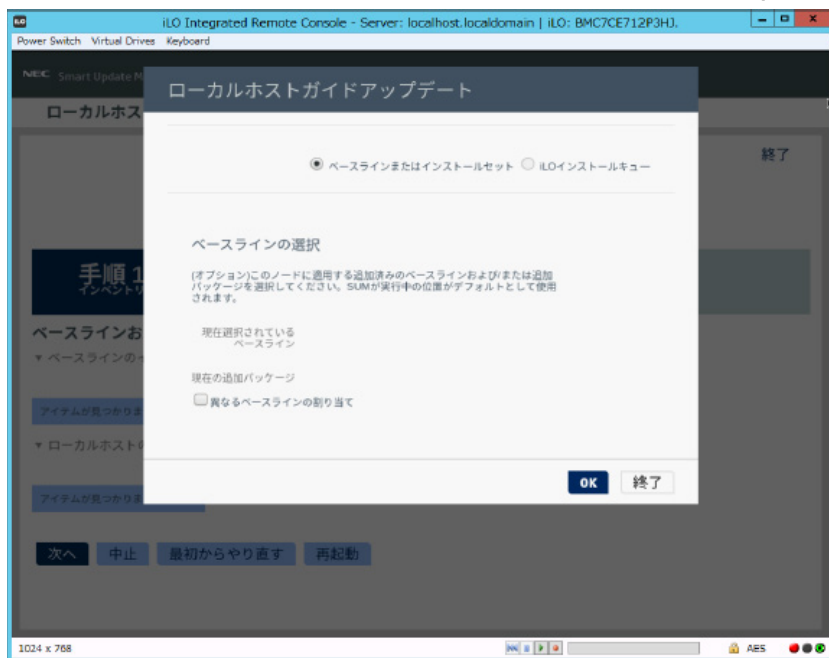 iLO Integrated Remote Console - Server: localhost.localdomain | iLO: BMC7CE712P3HJ.
Power Switch Virtual Drives Keyboard
NEC Smart Update M
ローカルホストガイドアップデート
ローカルホス
終了
ベースラインまたはインストールセット iLOインストールキュー
ベースラインの選択
(オプション)このノードに適用する追加済みのベースラインおよび/または追加
パッケージを選択してください。SUMが実行中の位置がデフォルトとして使用
されます。
手順 1
インベントリ
現在選択されている
ベースライン
ベースラインお
ベースラインの
現在の追加パッケージ
異なるベースラインの割り当て
アイテムが見つかりま
ローカルホストの
OK 終了
アイテムが見つかりま
次へ 中止 最初からやり直す 再起動
1024 x 768
AES